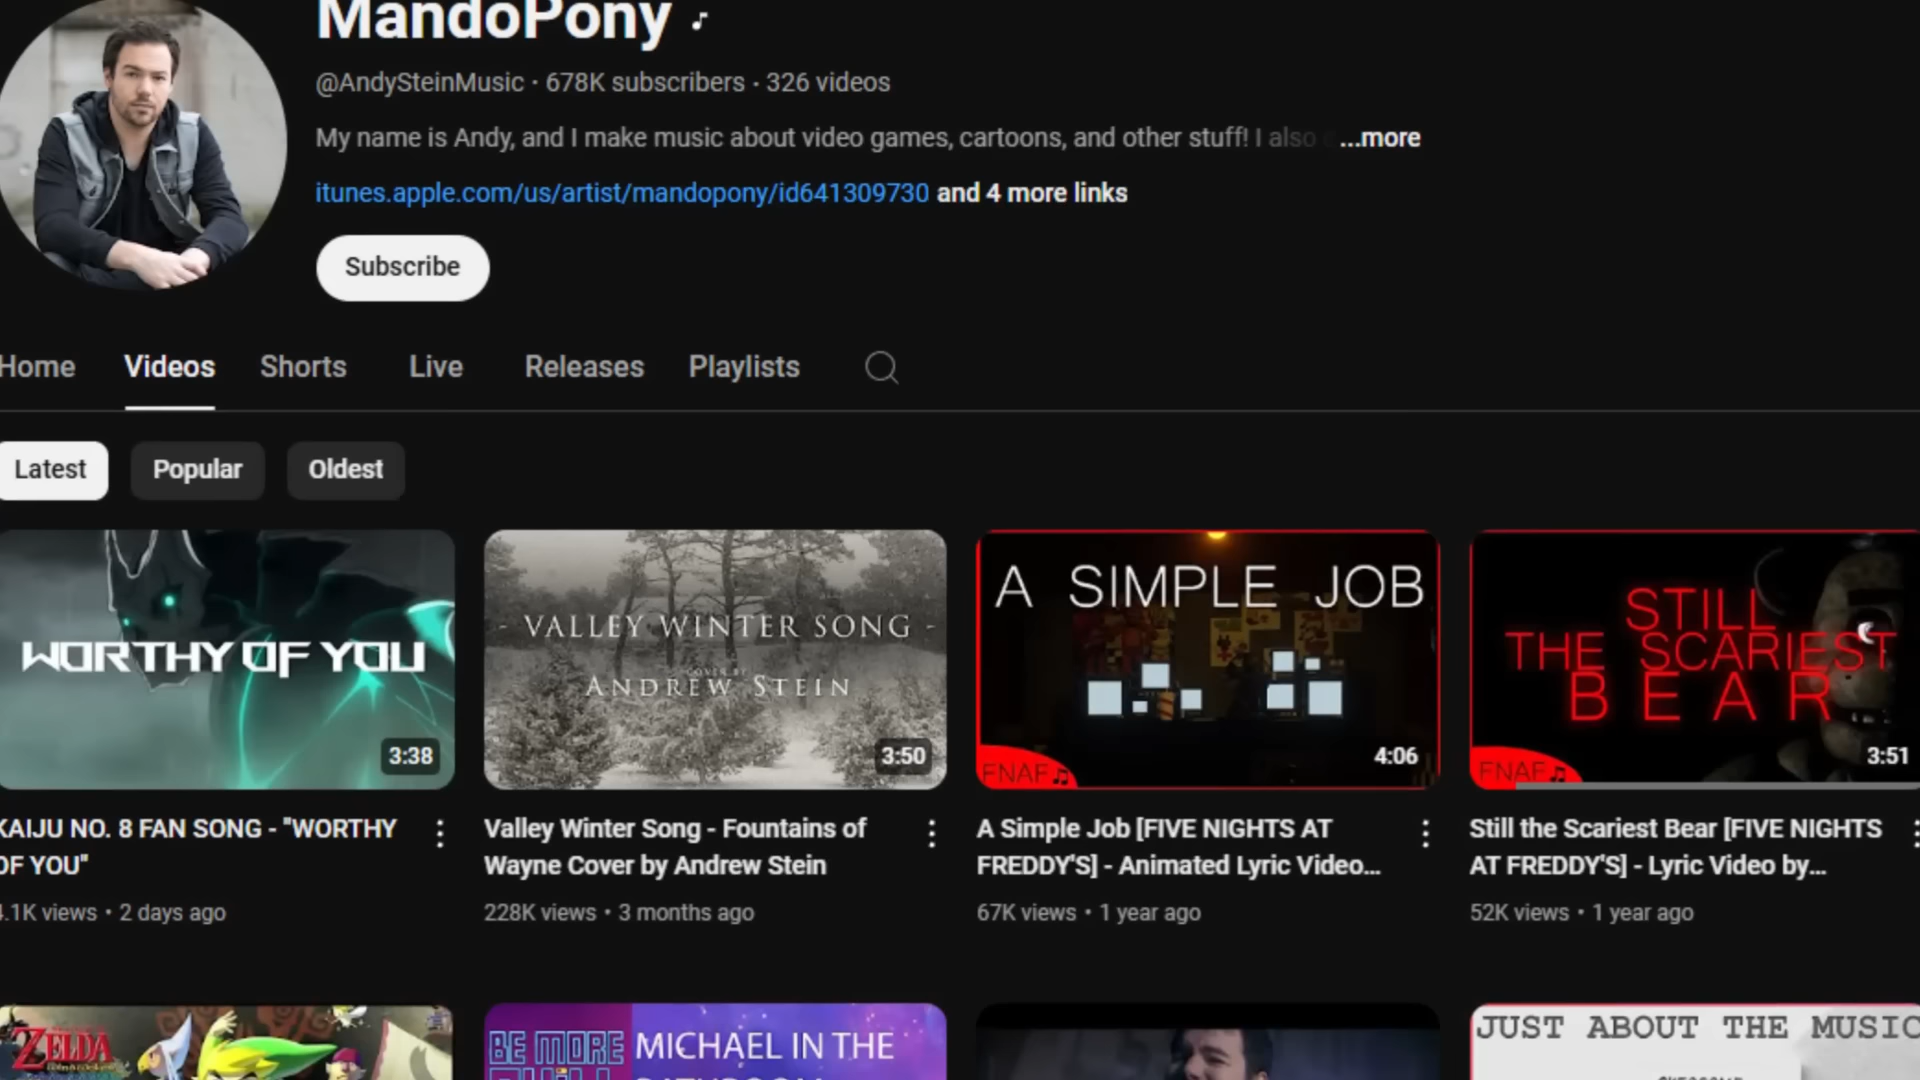 MandoPony
@AndySteinMusic · 678K subscribers · 326 videos
My name is Andy, and I make music about video games, cartoons, and other stuff! I also ...more
itunes.apple.com/us/artist/mandopony/id641309730 and 4 more links
Subscribe
Home Videos Shorts Live Releases Playlists
Latest Popular Oldest
WORTHY OF YOU
3:38
- VALLEY WINTER SONG -
COVER BY
ANDREW STEIN
3:50
A SIMPLE JOB
FNAF
4:06
STILL
THE SCARIEST
BEAR
FNAF
3:51
KAIJU NO. 8 FAN SONG - "WORTHY
OF YOU"
4.1K views • 2 days ago
Valley Winter Song - Fountains of
Wayne Cover by Andrew Stein
228K views • 3 months ago
A Simple Job [FIVE NIGHTS AT
FREDDY'S] - Animated Lyric Video...
67K views • 1 year ago
Still the Scariest Bear [FIVE NIGHTS
AT FREDDY'S] - Lyric Video by...
52K views • 1 year ago
ZELDA
BE MORE
CHILL
MICHAEL IN THE
BATHROOM
JUST ABOUT THE MUSIC